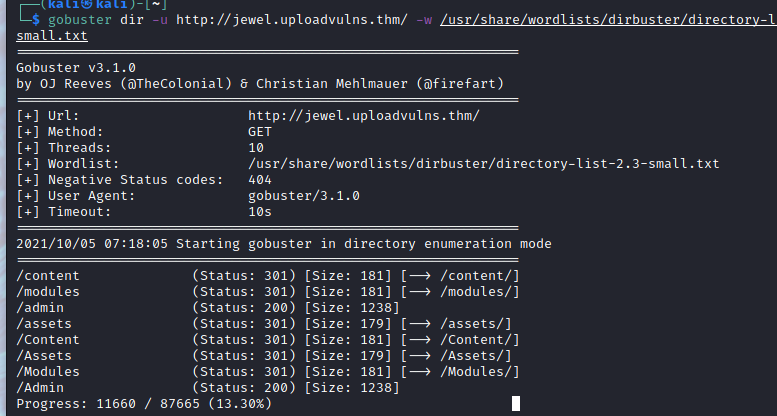 (kali㉿kali)-[~]
$ gobuster dir -u http://jewel.uploadvulns.thm/ -w /usr/share/wordlists/dirbuster/directory-l
small.txt
===============================================================
Gobuster v3.1.0
by OJ Reeves (@TheColonial) & Christian Mehlmauer (@firefart)
===============================================================
[+] Url:                     http://jewel.uploadvulns.thm/
[+] Method:                  GET
[+] Threads:                 10
[+] Wordlist:                /usr/share/wordlists/dirbuster/directory-list-2.3-small.txt
[+] Negative Status codes:   404
[+] User Agent:              gobuster/3.1.0
[+] Timeout:                 10s
===============================================================
2021/10/05 07:18:05 Starting gobuster in directory enumeration mode
===============================================================
/content              (Status: 301) [Size: 181] [--> /content/]
/modules              (Status: 301) [Size: 181] [--> /modules/]
/admin                (Status: 200) [Size: 1238]
/assets               (Status: 301) [Size: 179] [--> /assets/]
/Content              (Status: 301) [Size: 181] [--> /Content/]
/Assets               (Status: 301) [Size: 179] [--> /Assets/]
/Modules              (Status: 301) [Size: 181] [--> /Modules/]
/Admin                (Status: 200) [Size: 1238]
Progress: 11660 / 87665 (13.30%)